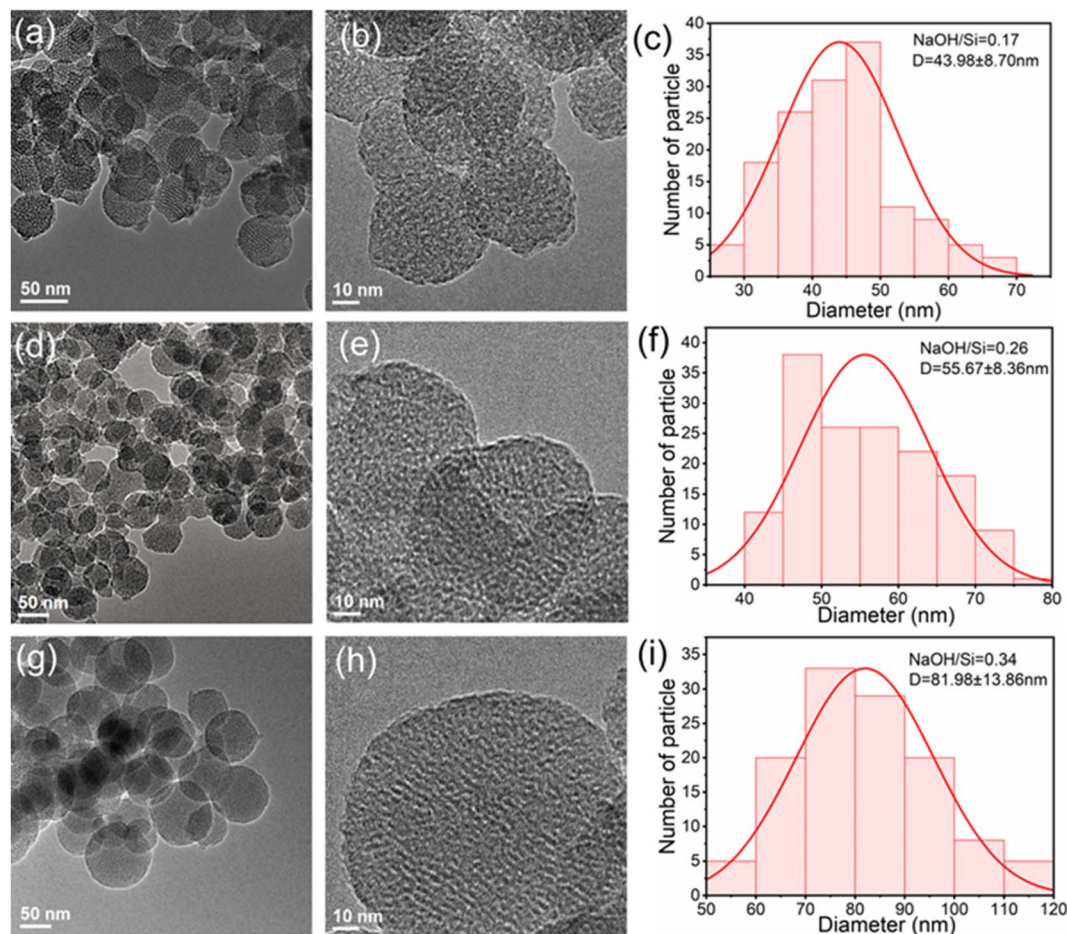 (a)
50 nm
(b)
10 nm
(c)
Number of particle
40
35
30
25
20
15
10
5
0
NaOH/Si=0.17
D=43.98±8.70nm
30 40 50 60 70
Diameter (nm)
(d)
50 nm
(e)
10 nm
(f)
Number of particle
40
35
30
25
20
15
10
5
0
NaOH/Si=0.26
D=55.67±8.36nm
40 50 60 70 80
Diameter (nm)
(g)
50 nm
(h)
10 nm
(i)
Number of particle
35
30
25
20
15
10
5
0
NaOH/Si=0.34
D=81.98±13.86nm
50 60 70 80 90 100 110 120
Diameter (nm)